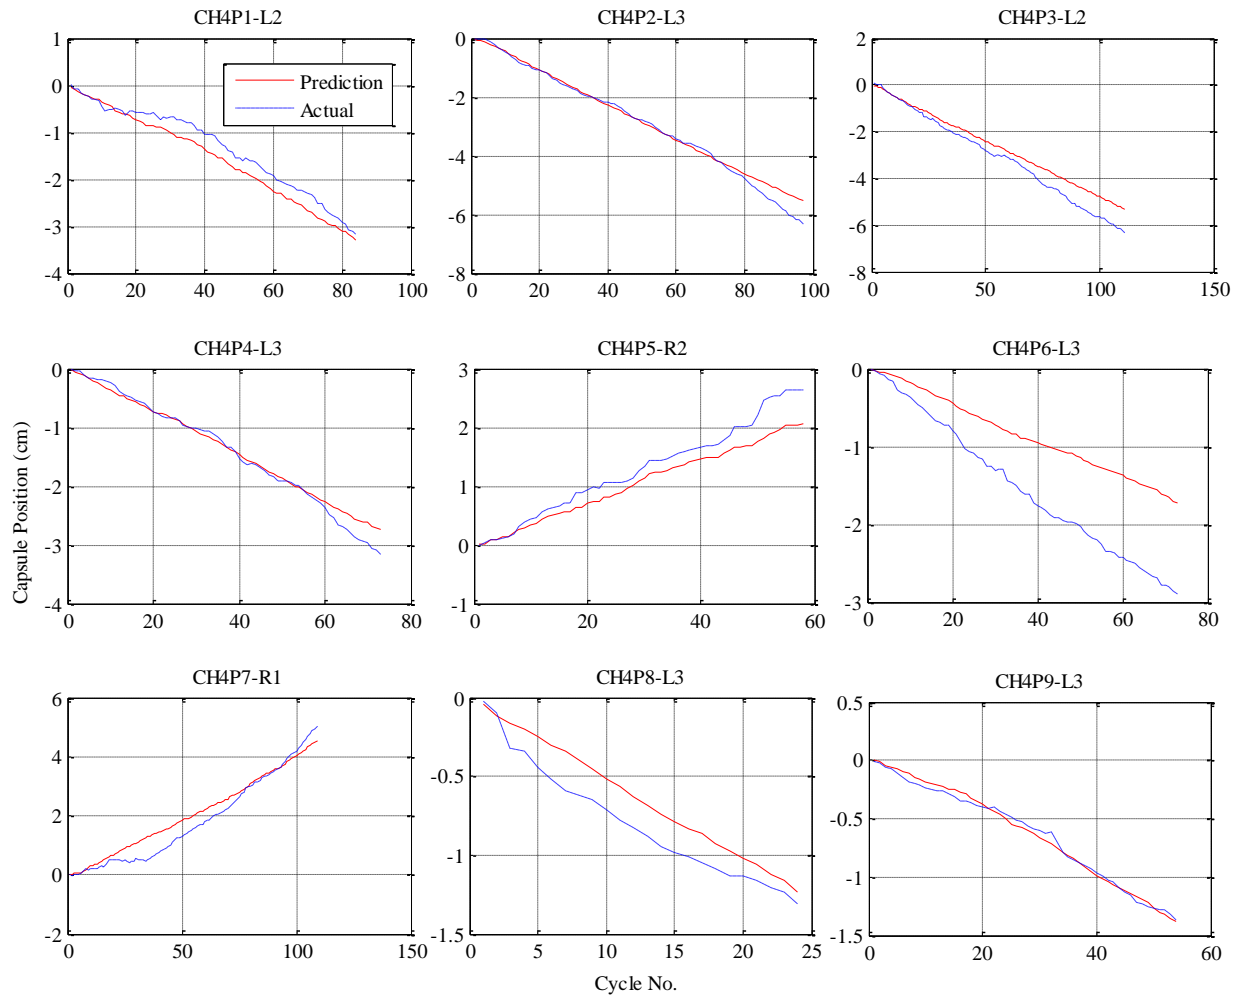 CH4P1-L2 CH4P2-L3 CH4P3-L2
1
0
-1
-2
-3
-4
0 20 40 60 80 100
Prediction
Actual
0
-2
-4
-6
-8
0 20 40 60 80 100
2
0
-2
-4
-6
-8
0 50 100 150
CH4P4-L3 CH4P5-R2 CH4P6-L3
Capsule Position (cm)
0
-1
-2
-3
-4
0 20 40 60 80
3
2
1
0
-1
0 20 40 60
0
-1
-2
-3
0 20 40 60 80
CH4P7-R1 CH4P8-L3 CH4P9-L3
6
4
2
0
-2
0 50 100 150
0
-0.5
-1
-1.5
0 5 10 15 20 25
0.5
0
-0.5
-1
-1.5
0 20 40 60
Cycle No.